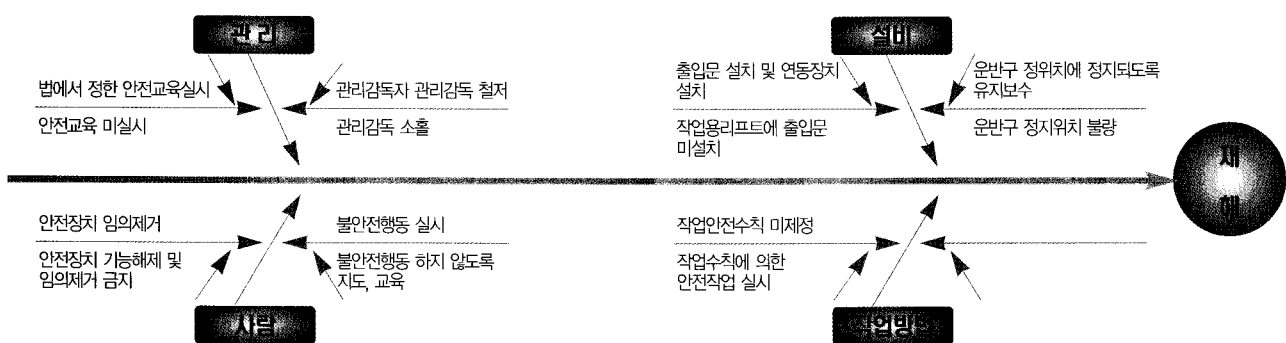 관리
설비
법에서 정한 안전교육실시
관리감독자 관리감독 철저
안전교육 미실시
관리감독 소홀
출입문 설치 및 연동장치
설치
운반구 정위치에 정지되도록
유지보수
작업용리프트에 출입문
미설치
운반구 정지위치 불량
재
해
안전장치 임의제거
불안전행동 실시
안전장치 기능해제 및
임의제거 금지
불안전행동 하지 않도록
지도, 교육
작업안전수칙 미제정
작업수칙에 의한
안전작업 실시
사람
작업방법